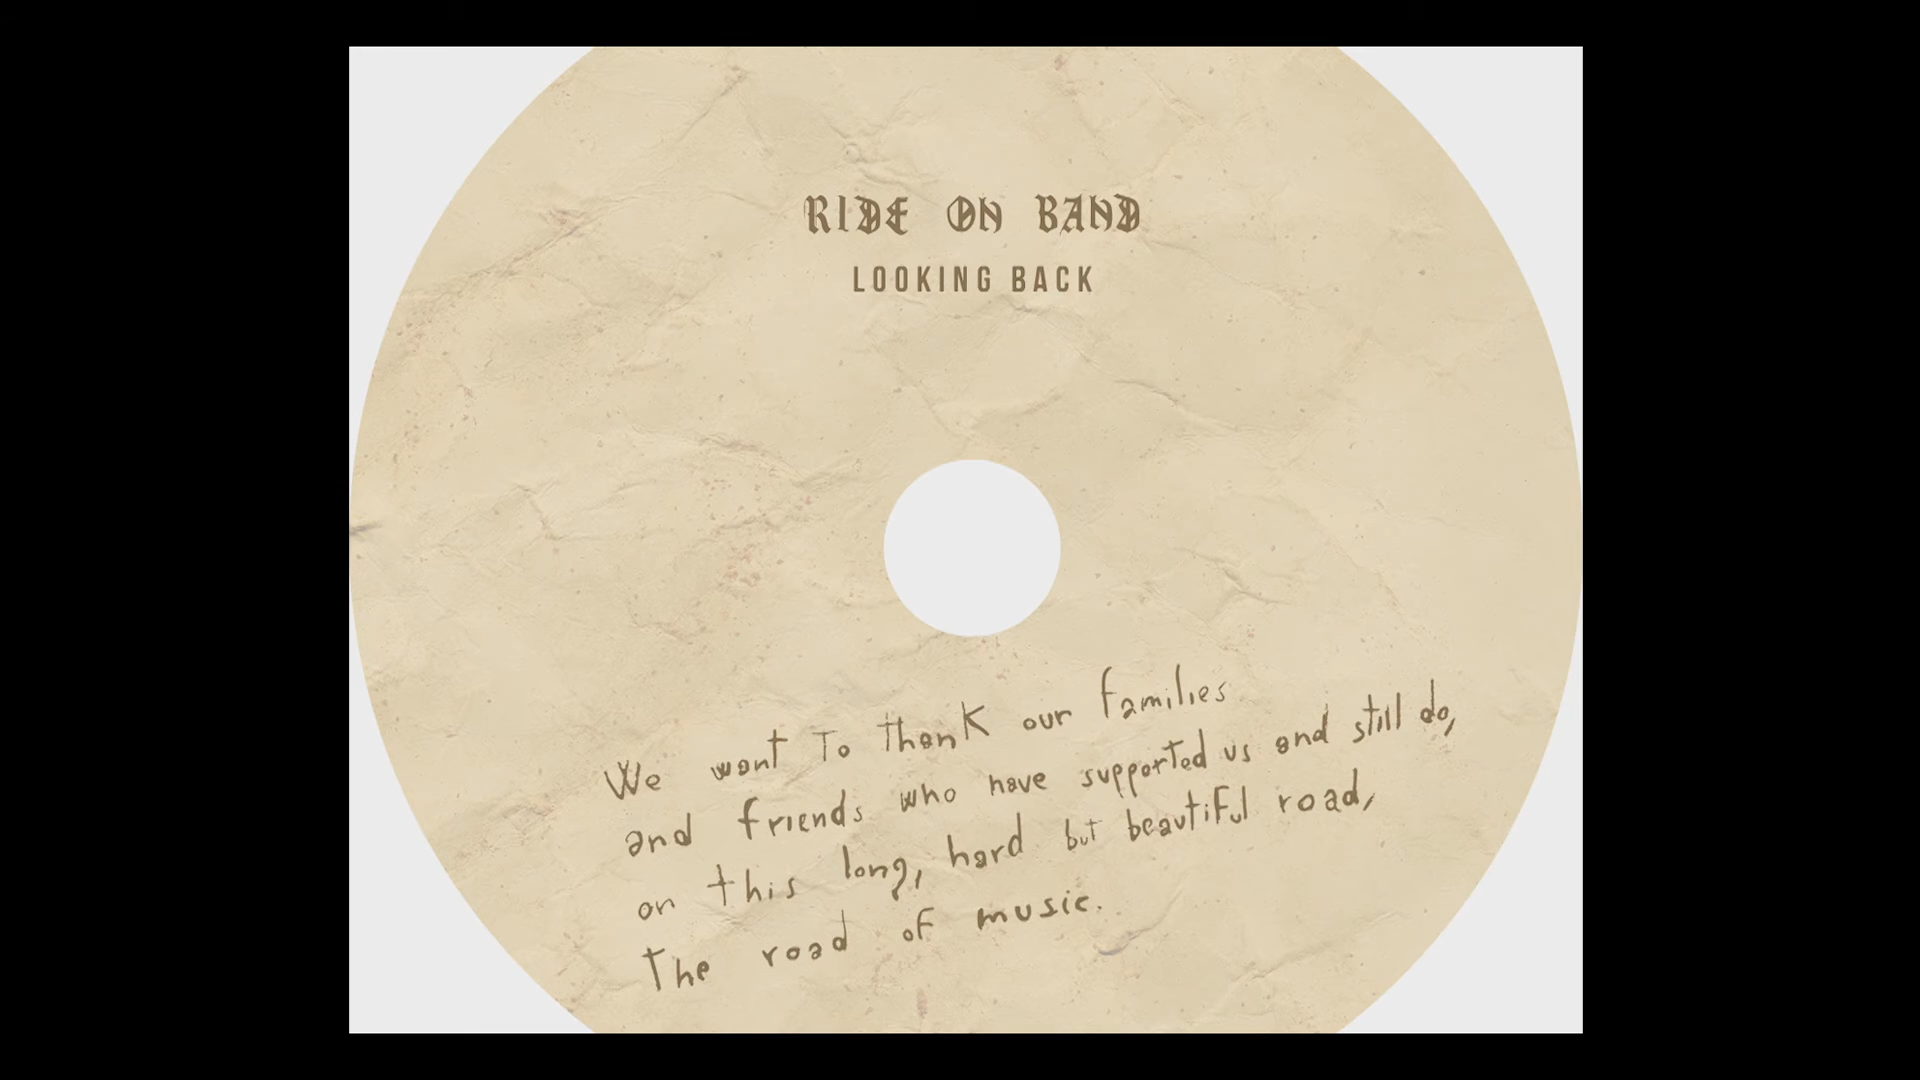 RIDE ON BAND
LOOKING BACK
We want To thank our families
and friends who have supported us and still do,
on this long, hard but beautiful road,
The road of music.